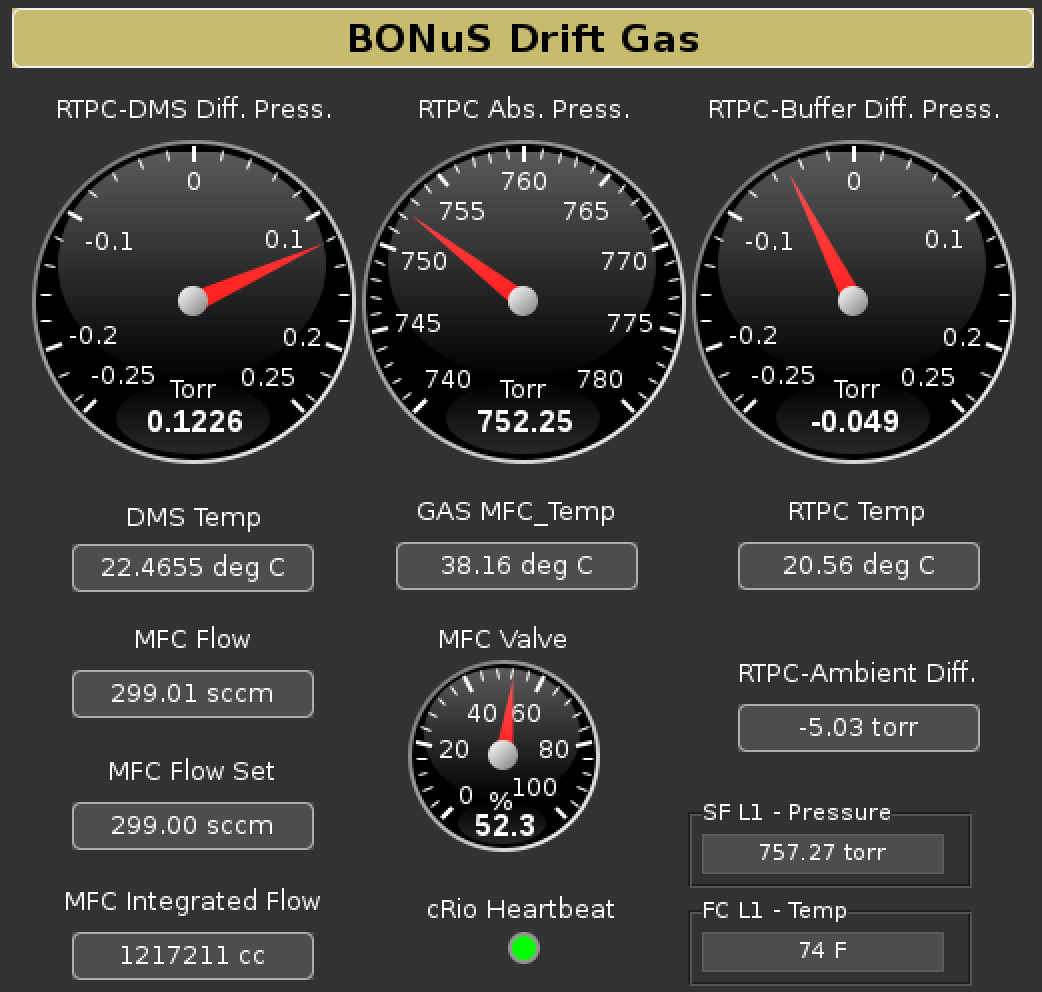 BONuS Drift Gas
RTPC-DMS Diff. Press.
0
-0.1
0.1
-0.2
0.2
-0.25
0.25
Torr
0.1226
RTPC Abs. Press.
760
755
765
750
770
745
775
740
780
Torr
752.25
RTPC-Buffer Diff. Press.
0
-0.1
0.1
-0.2
0.2
-0.25
0.25
Torr
-0.049
DMS Temp
22.4655 deg C
GAS MFC_Temp
38.16 deg C
RTPC Temp
20.56 deg C
MFC Flow
299.01 sccm
MFC Flow Set
299.00 sccm
MFC Integrated Flow
1217211 cc
MFC Valve
40 60
20 80
0 100
%
52.3
cRio Heartbeat
RTPC-Ambient Diff.
-5.03 torr
SF L1 - Pressure
757.27 torr
FC L1 - Temp
74 F